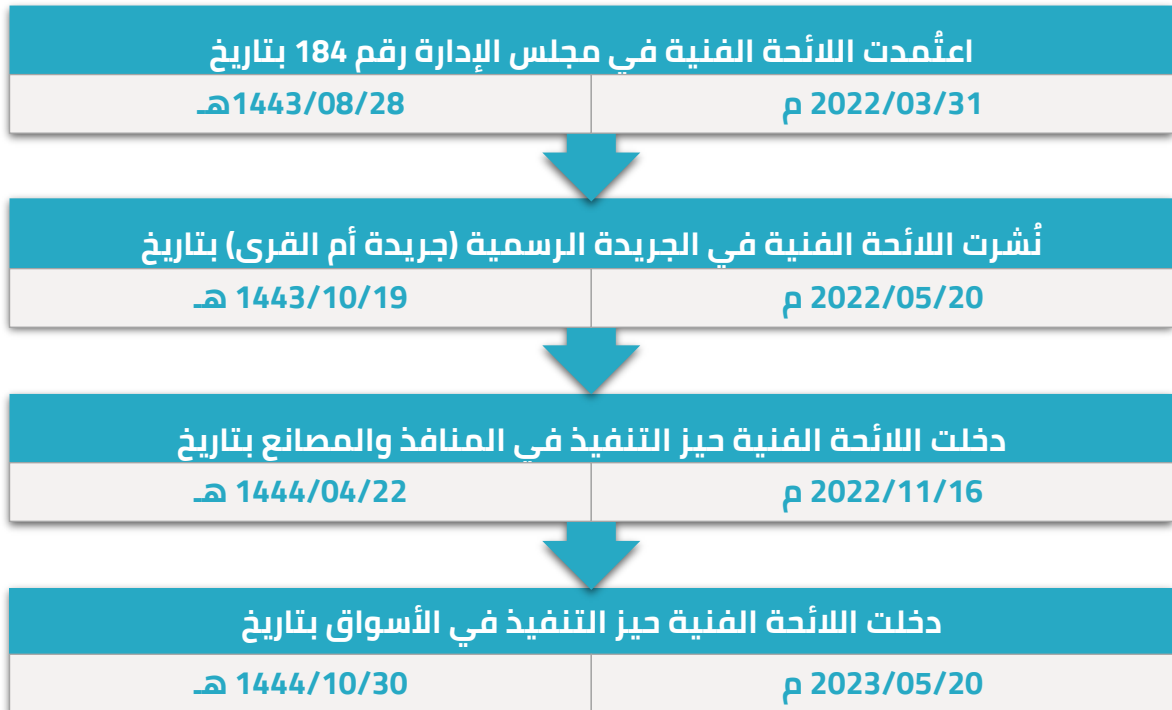 اعتُمدت اللائحة الفنية في مجلس الإدارة رقم 184 بتاريخ
2022/03/31 م
1443/08/28هـ
نُشرت اللائحة الفنية في الجريدة الرسمية (جريدة أم القرى) بتاريخ
2022/05/20 م
1443/10/19 هـ
دخلت اللائحة الفنية حيز التنفيذ في المنافذ والمصانع بتاريخ
2022/11/16 م
1444/04/22 هـ
دخلت اللائحة الفنية حيز التنفيذ في الأسواق بتاريخ
2023/05/20 م
1444/10/30 هـ